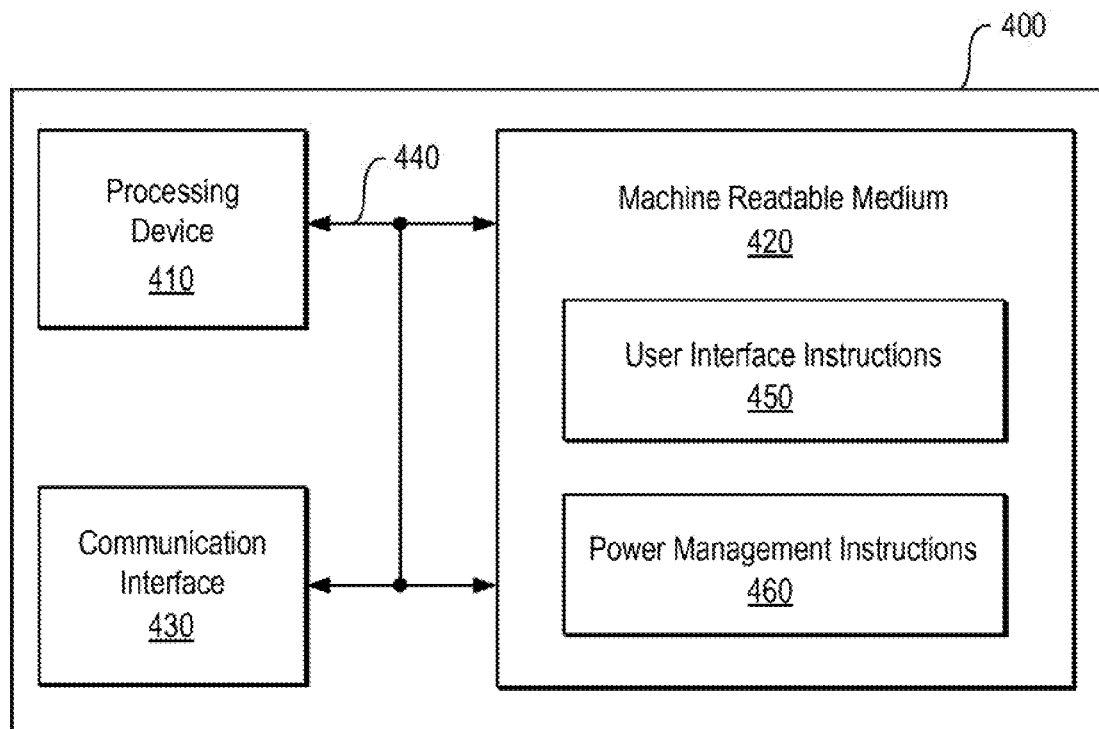 400
440
Processing
Device
410
Machine Readable Medium
420
User Interface Instructions
450
Communication
Interface
430
Power Management Instructions
460